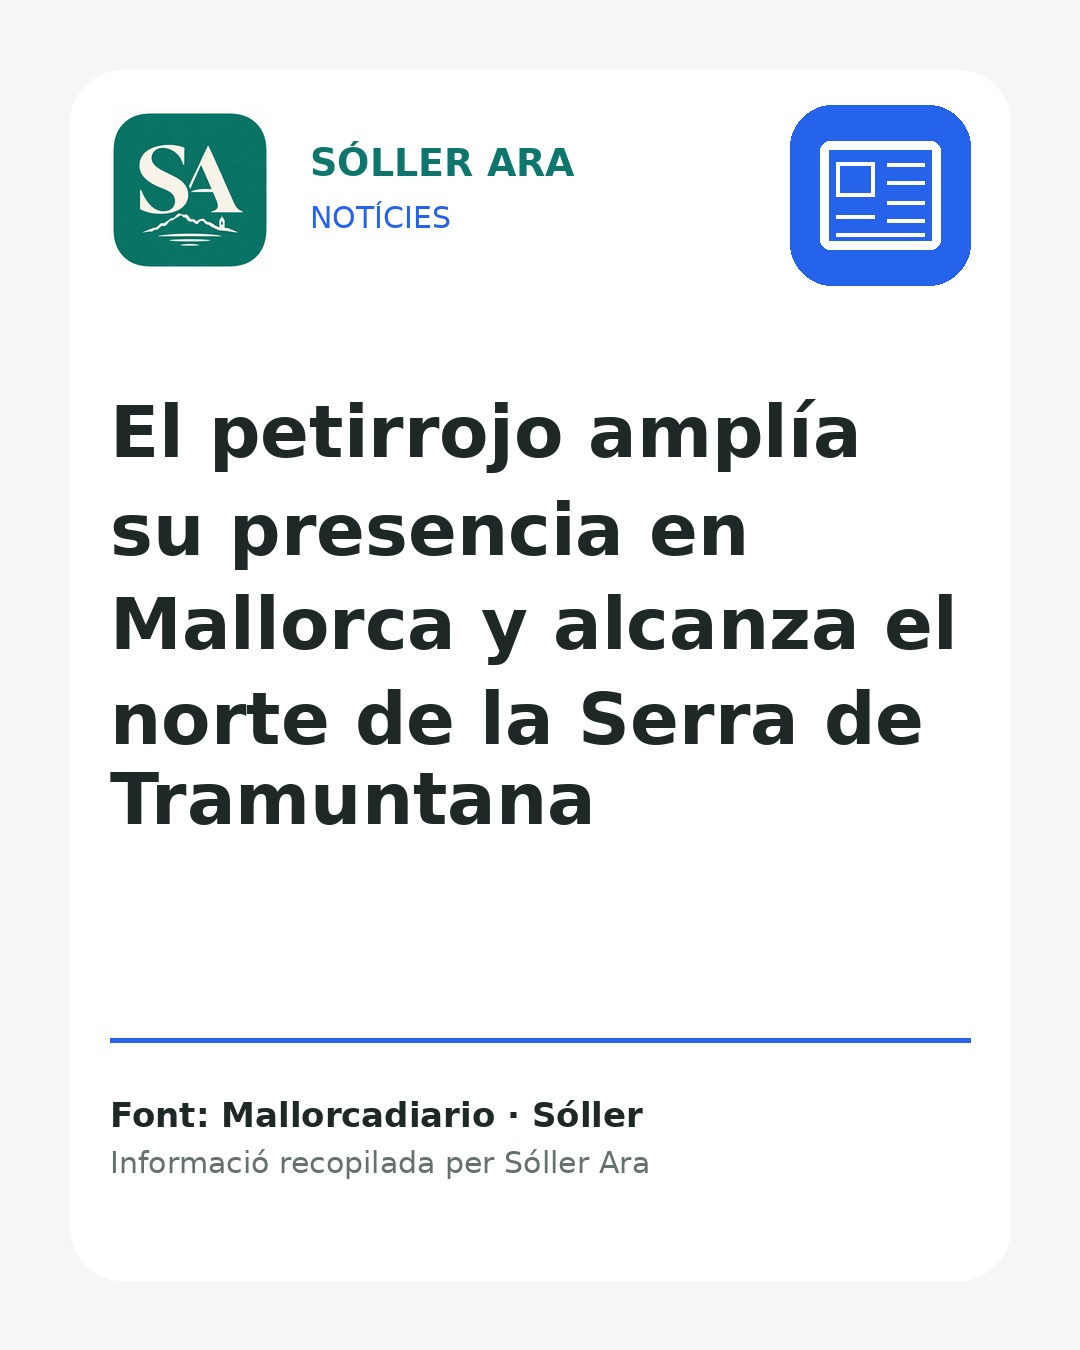 SA
SÓLLER ARA
NOTÍCIES
El petirrojo amplía
su presencia en
Mallorca y alcanza el
norte de la Serra de
Tramuntana
Font: Mallorcadiario · Sóller
Informació recopilada per Sóller Ara